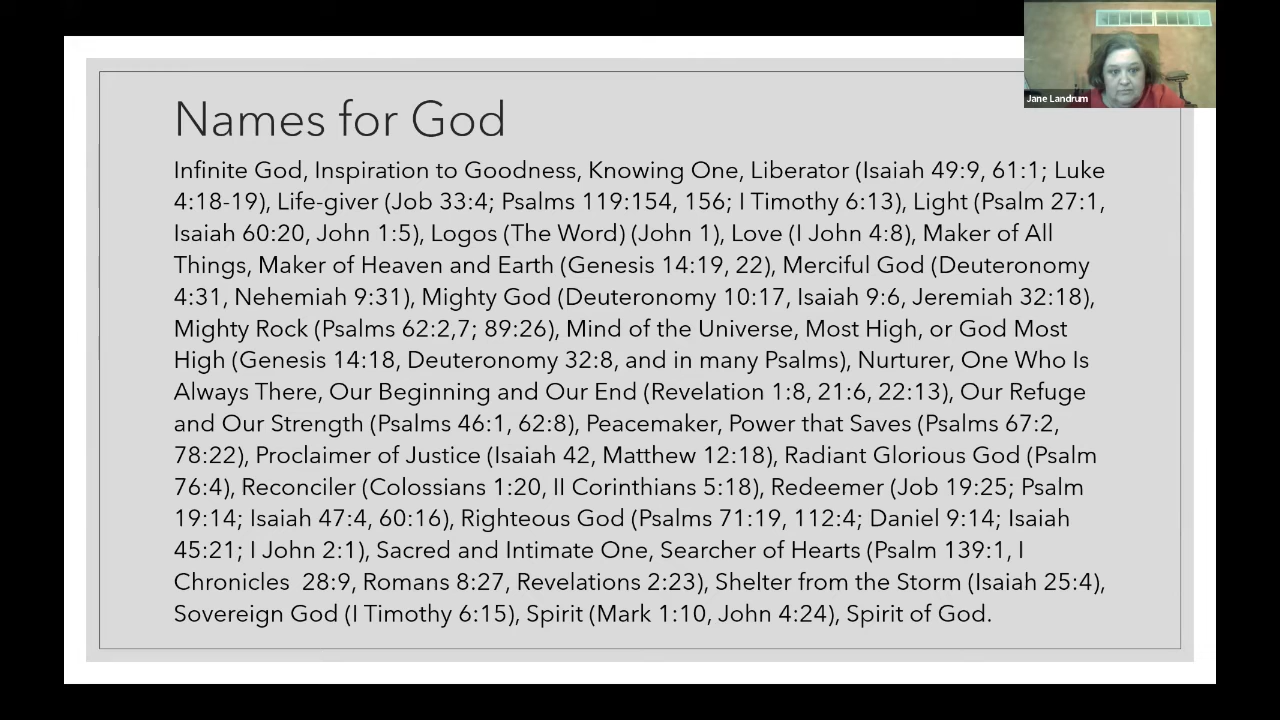 Names for God
Infinite God, Inspiration to Goodness, Knowing One, Liberator (Isaiah 49:9, 61:1; Luke
4:18-19), Life-giver (Job 33:4; Psalms 119:154, 156; I Timothy 6:13), Light (Psalm 27:1,
Isaiah 60:20, John 1:5), Logos (The Word) (John 1), Love (I John 4:8), Maker of All
Things, Maker of Heaven and Earth (Genesis 14:19, 22), Merciful God (Deuteronomy
4:31, Nehemiah 9:31), Mighty God (Deuteronomy 10:17, Isaiah 9:6, Jeremiah 32:18),
Mighty Rock (Psalms 62:2,7; 89:26), Mind of the Universe, Most High, or God Most
High (Genesis 14:18, Deuteronomy 32:8, and in many Psalms), Nurturer, One Who Is
Always There, Our Beginning and Our End (Revelation 1:8, 21:6, 22:13), Our Refuge
and Our Strength (Psalms 46:1, 62:8), Peacemaker, Power that Saves (Psalms 67:2,
78:22), Proclaimer of Justice (Isaiah 42, Matthew 12:18), Radiant Glorious God (Psalm
76:4), Reconciler (Colossians 1:20, II Corinthians 5:18), Redeemer (Job 19:25; Psalm
19:14; Isaiah 47:4, 60:16), Righteous God (Psalms 71:19, 112:4; Daniel 9:14; Isaiah
45:21; I John 2:1), Sacred and Intimate One, Searcher of Hearts (Psalm 139:1, I
Chronicles  28:9, Romans 8:27, Revelations 2:23), Shelter from the Storm (Isaiah 25:4),
Sovereign God (I Timothy 6:15), Spirit (Mark 1:10, John 4:24), Spirit of God.
Jane Landrum